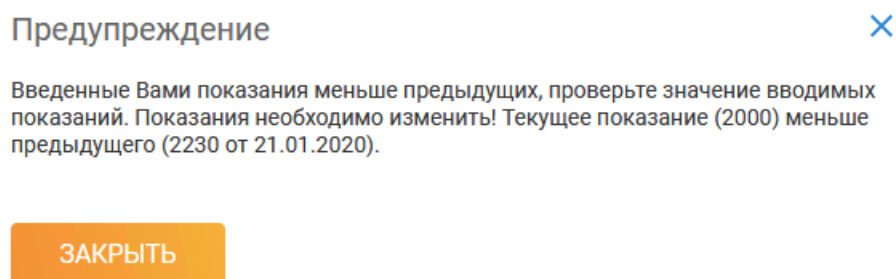 Предупреждение
Введенные Вами показания меньше предыдущих, проверьте значение вводимых
показаний. Показания необходимо изменить! Текущее показание (2000) меньше
предыдущего (2230 от 21.01.2020).
ЗАКРЫТЬ